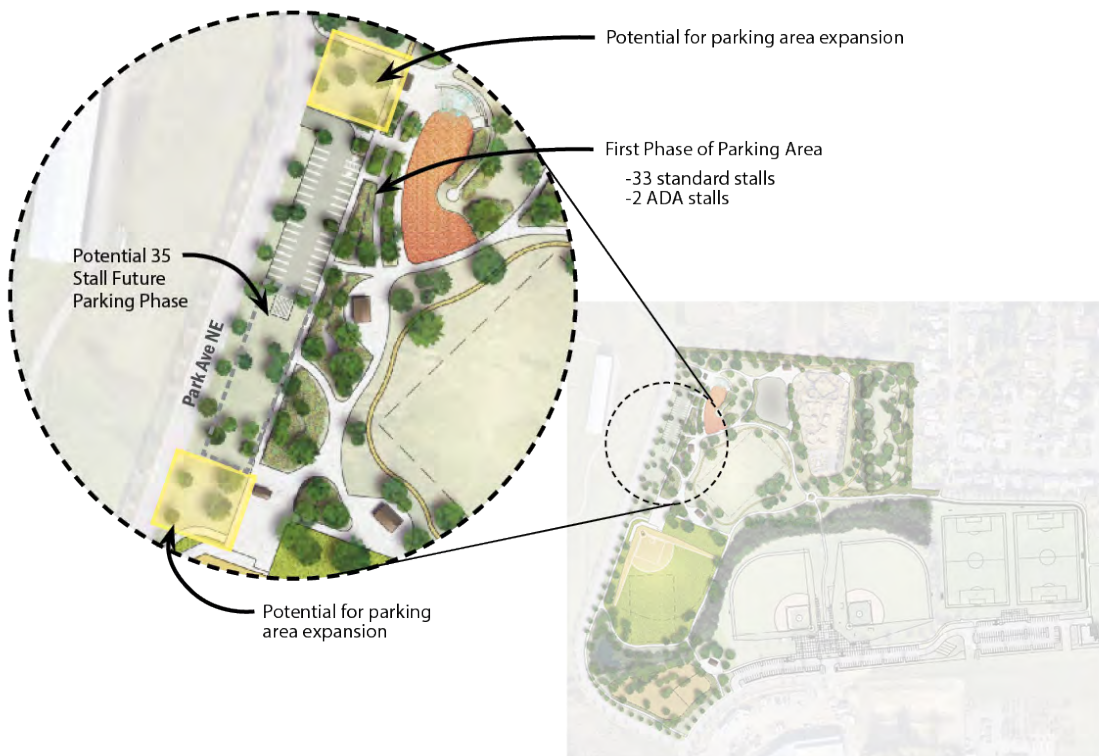 Potential for parking area expansion
First Phase of Parking Area
-33 standard stalls
-2 ADA stalls
Potential 35
Stall Future
Parking Phase
Park Ave NE
Potential for parking
area expansion